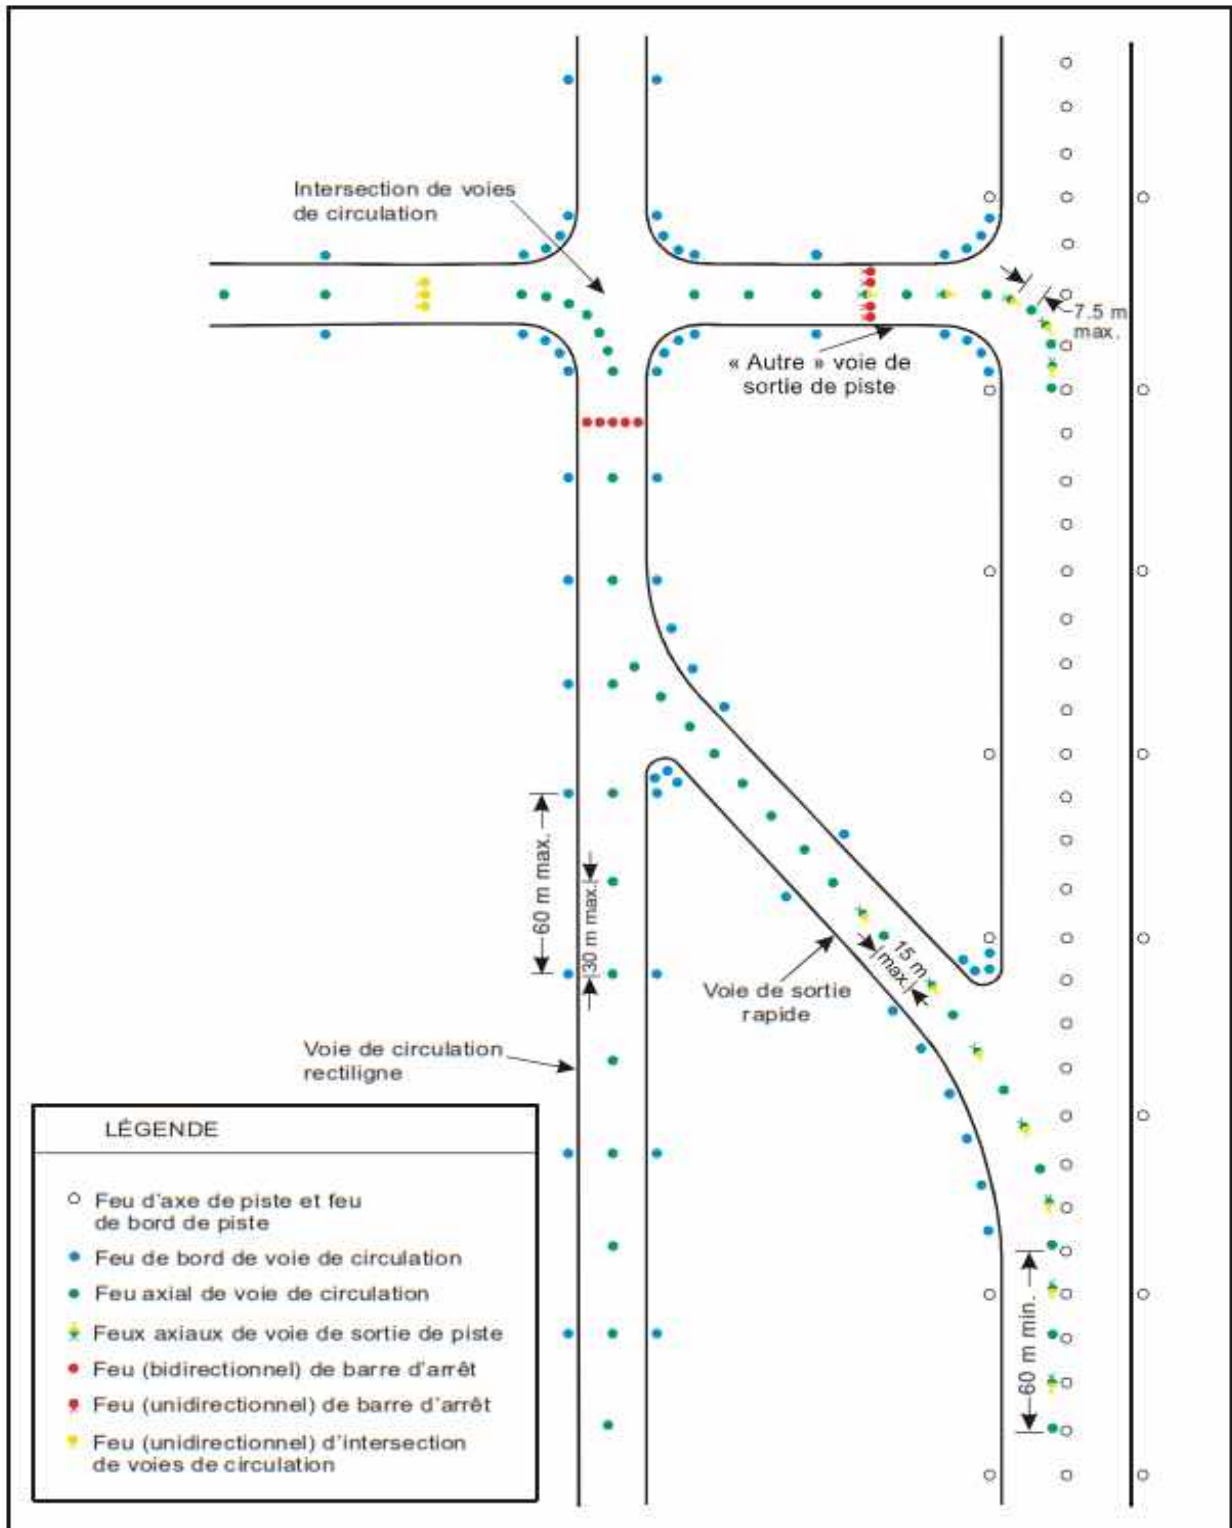 Intersection de voies
de circulation
7.5 m
max.
« Autre » voie de
sortie de piste
60 m max.
30 m max.
15 m
max.
Voie de sortie
rapide
Voie de circulation
rectiligne
60 m min.
LÉGENDE
Feu d'axe de piste et feu
de bord de piste
Feu de bord de voie de circulation
Feu axial de voie de circulation
Feux axiaux de voie de sortie de piste
Feu (bidirectionnel) de barre d'arrêt
Feu (unidirectionnel) de barre d'arrêt
Feu (unidirectionnel) d'intersection
de voies de circulation